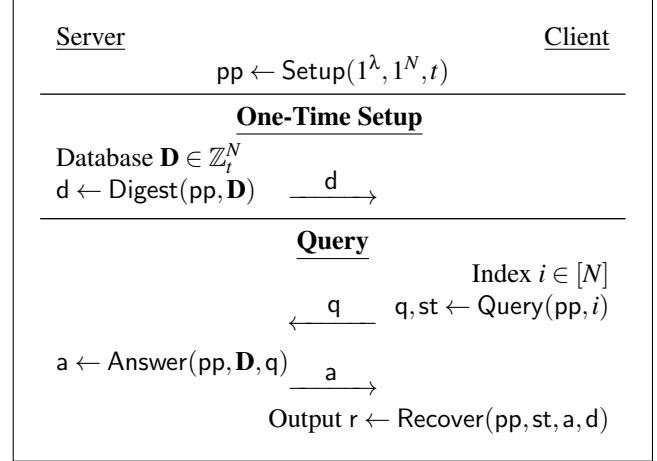 Server Client
pp ← Setup(1^λ, 1^N, t)
One-Time Setup
Database D ∈ ℤ_t^N
d ← Digest(pp, D) d
Query
Index i ∈ [N]
q q, st ← Query(pp, i)
a ← Answer(pp, D, q) a
Output r ← Recover(pp, st, a, d)